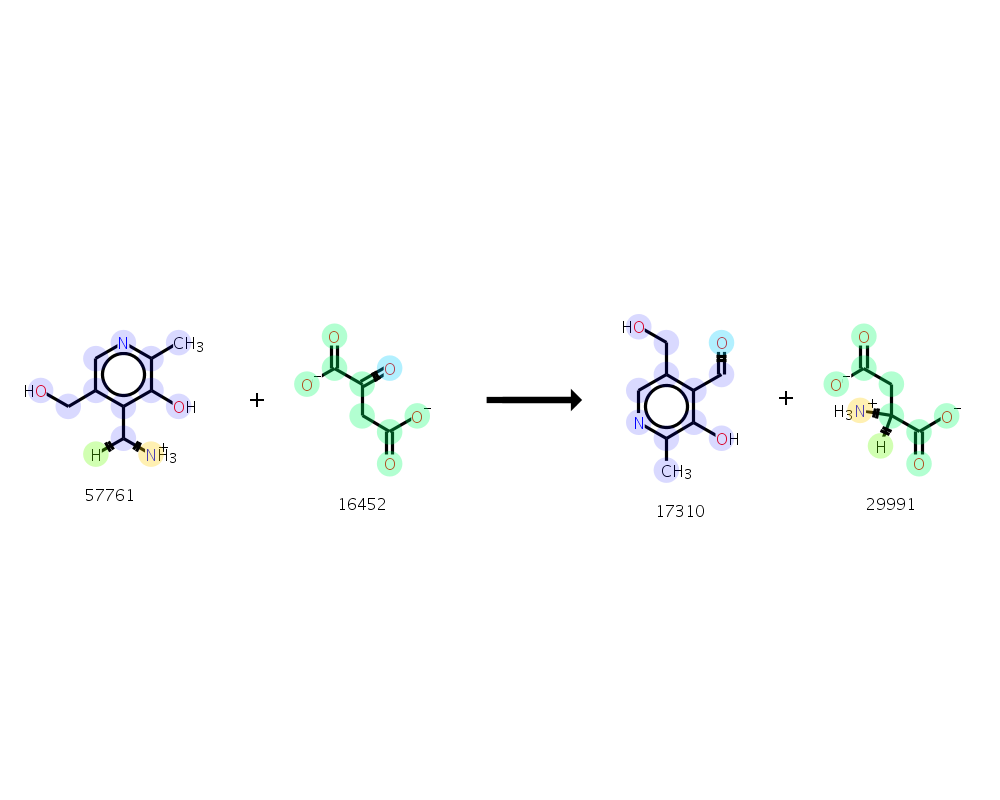 N CH3 HO OH H NH3+
57761
+
O O− O O− O
16452
HO O N OH CH3
17310
+
O O− H3N+ H O− O
29991